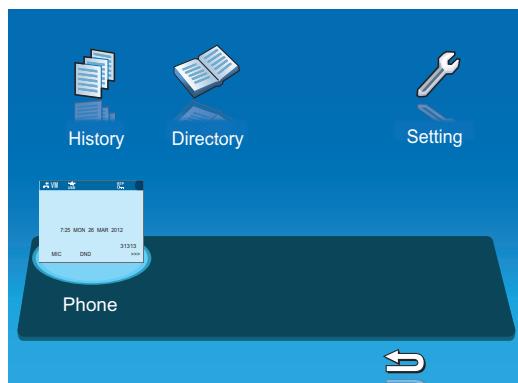 History
Directory
Setting
VM
7:25 MON 26 MAR 2012
31313
MIC DND >>>
Phone